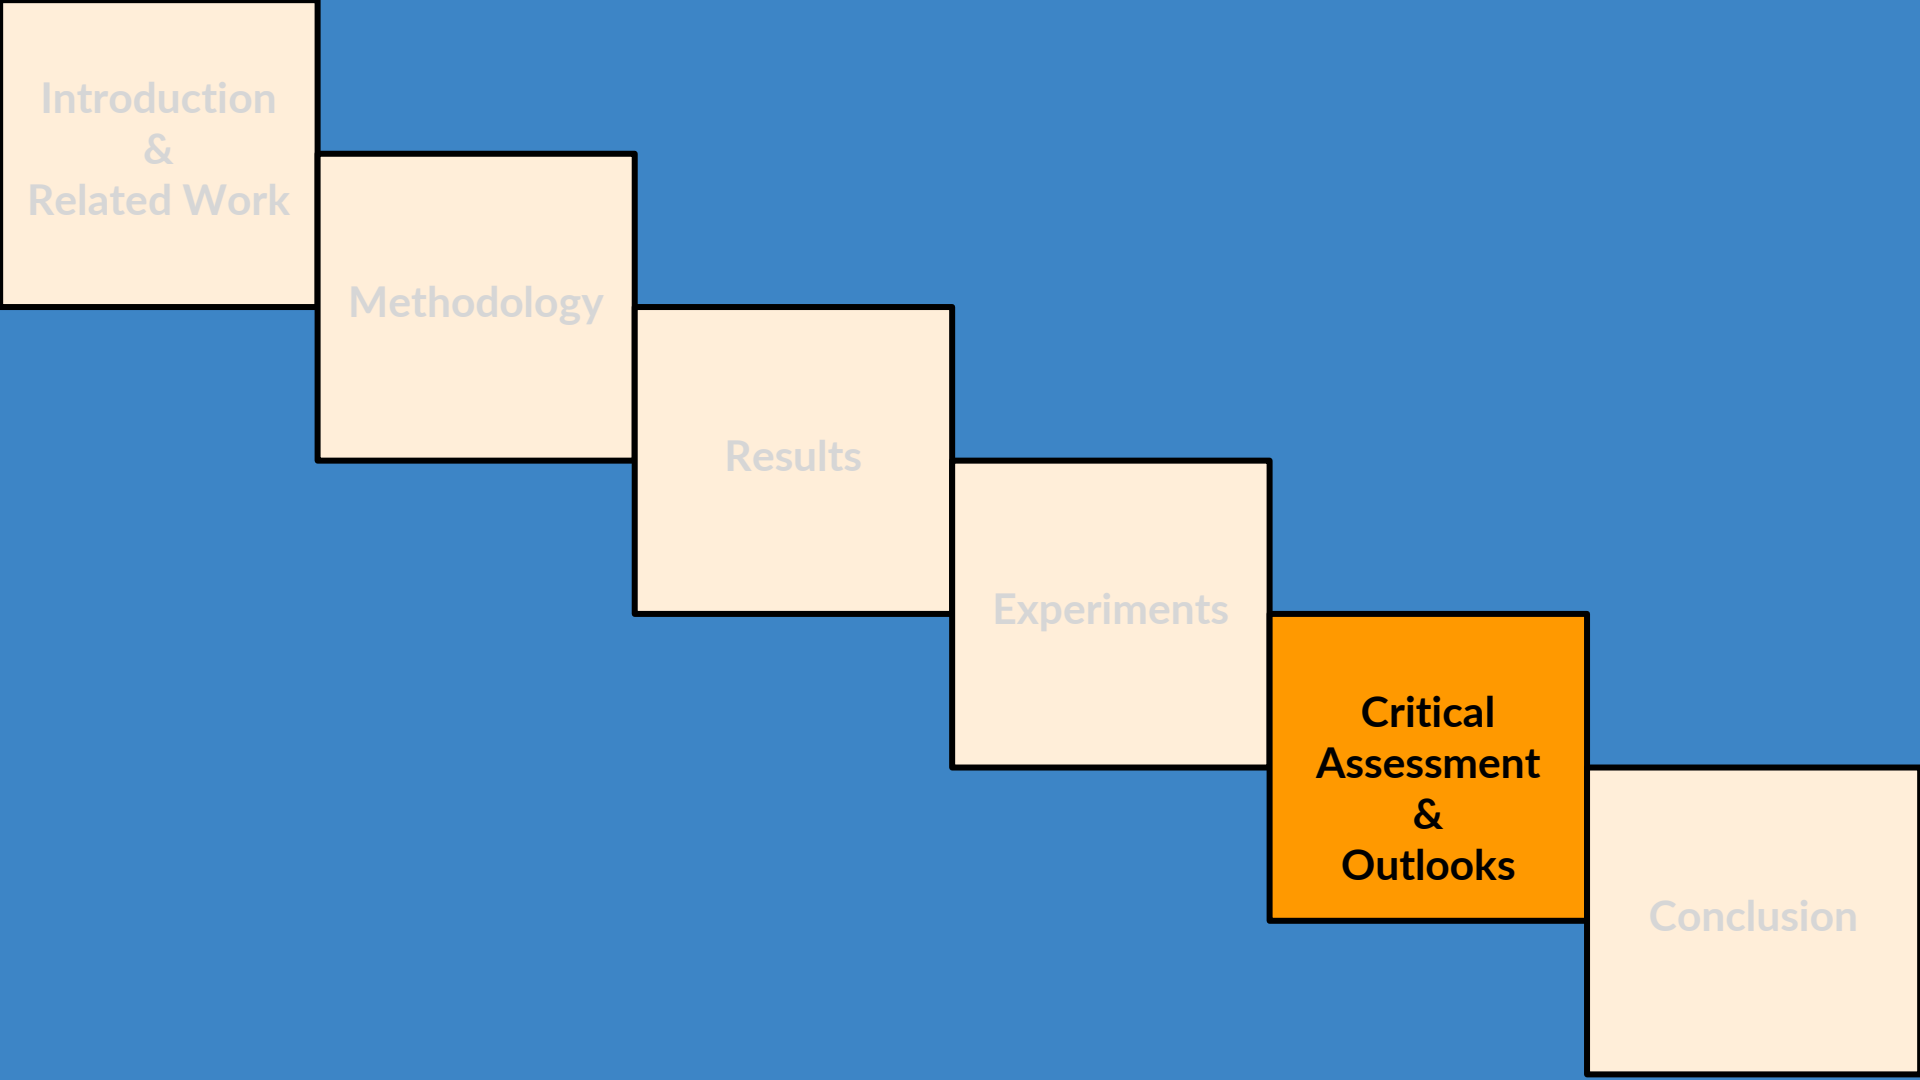 Introduction
&
Related Work
Methodology
Results
Experiments
Critical
Assessment
&
Outlooks
Conclusion